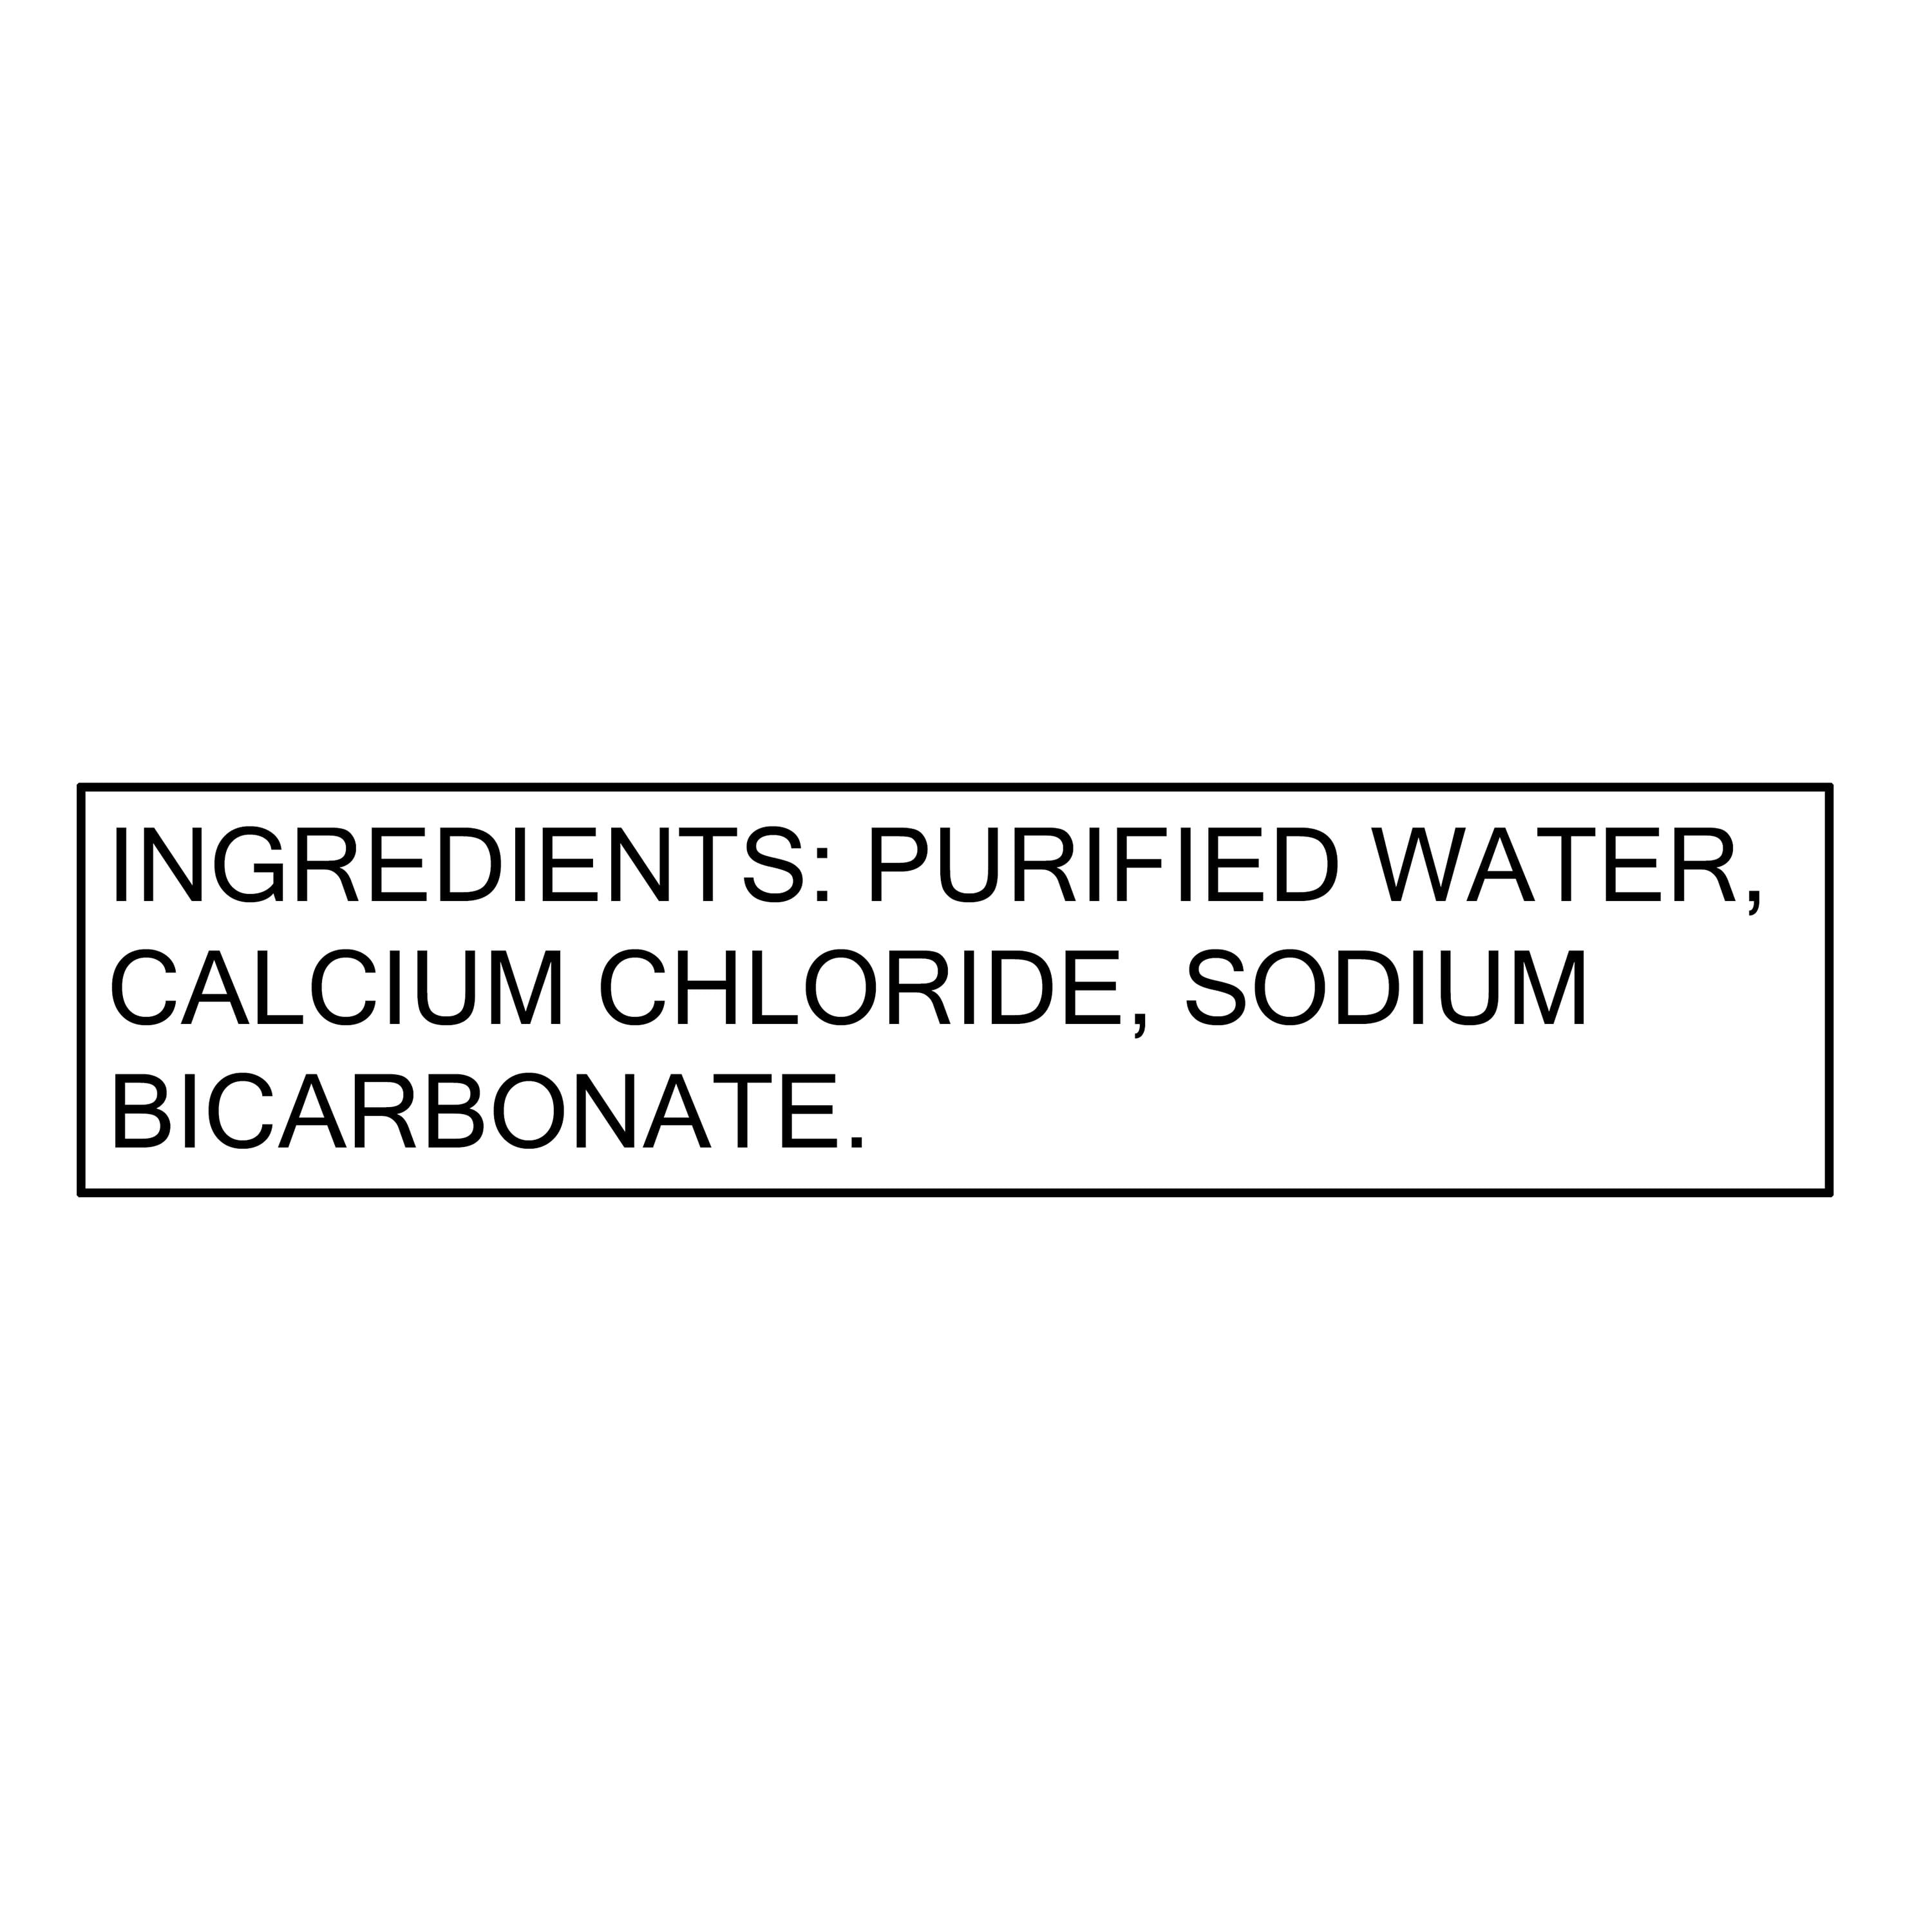 INGREDIENTS: PURIFIED WATER,
CALCIUM CHLORIDE, SODIUM
BICARBONATE.